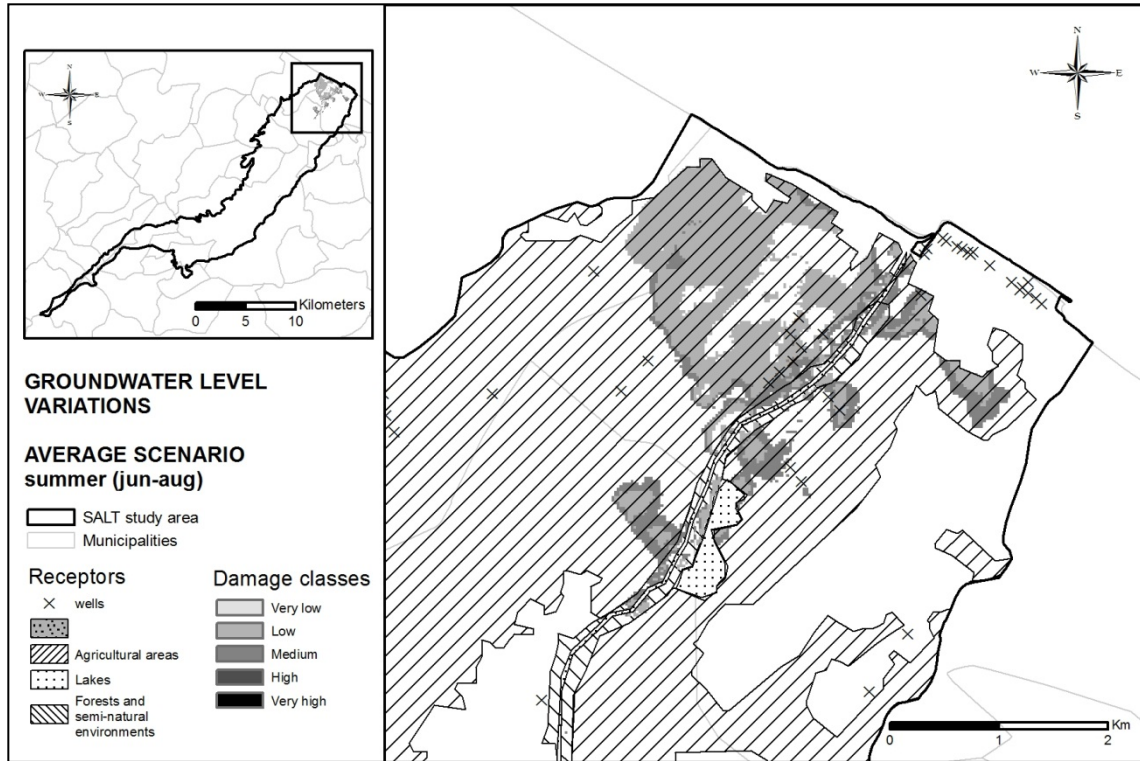 N
W
E
S
Kilometers
0
5
10
GROUNDWATER LEVEL
VARIATIONS
AVERAGE SCENARIO
summer (jun-aug)
SALT study area
Municipalities
Receptors
wells
Agricultural areas
Lakes
Forests and
semi-natural
environments
Damage classes
Very low
Low
Medium
High
Very high
N
W
E
S
Km
0
1
2